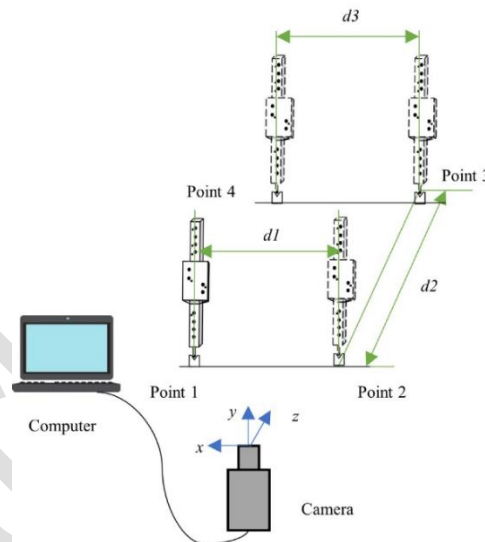 d3
Point 3
Point 4
d1
d2
Point 1
Point 2
Computer
y
z
x
Camera